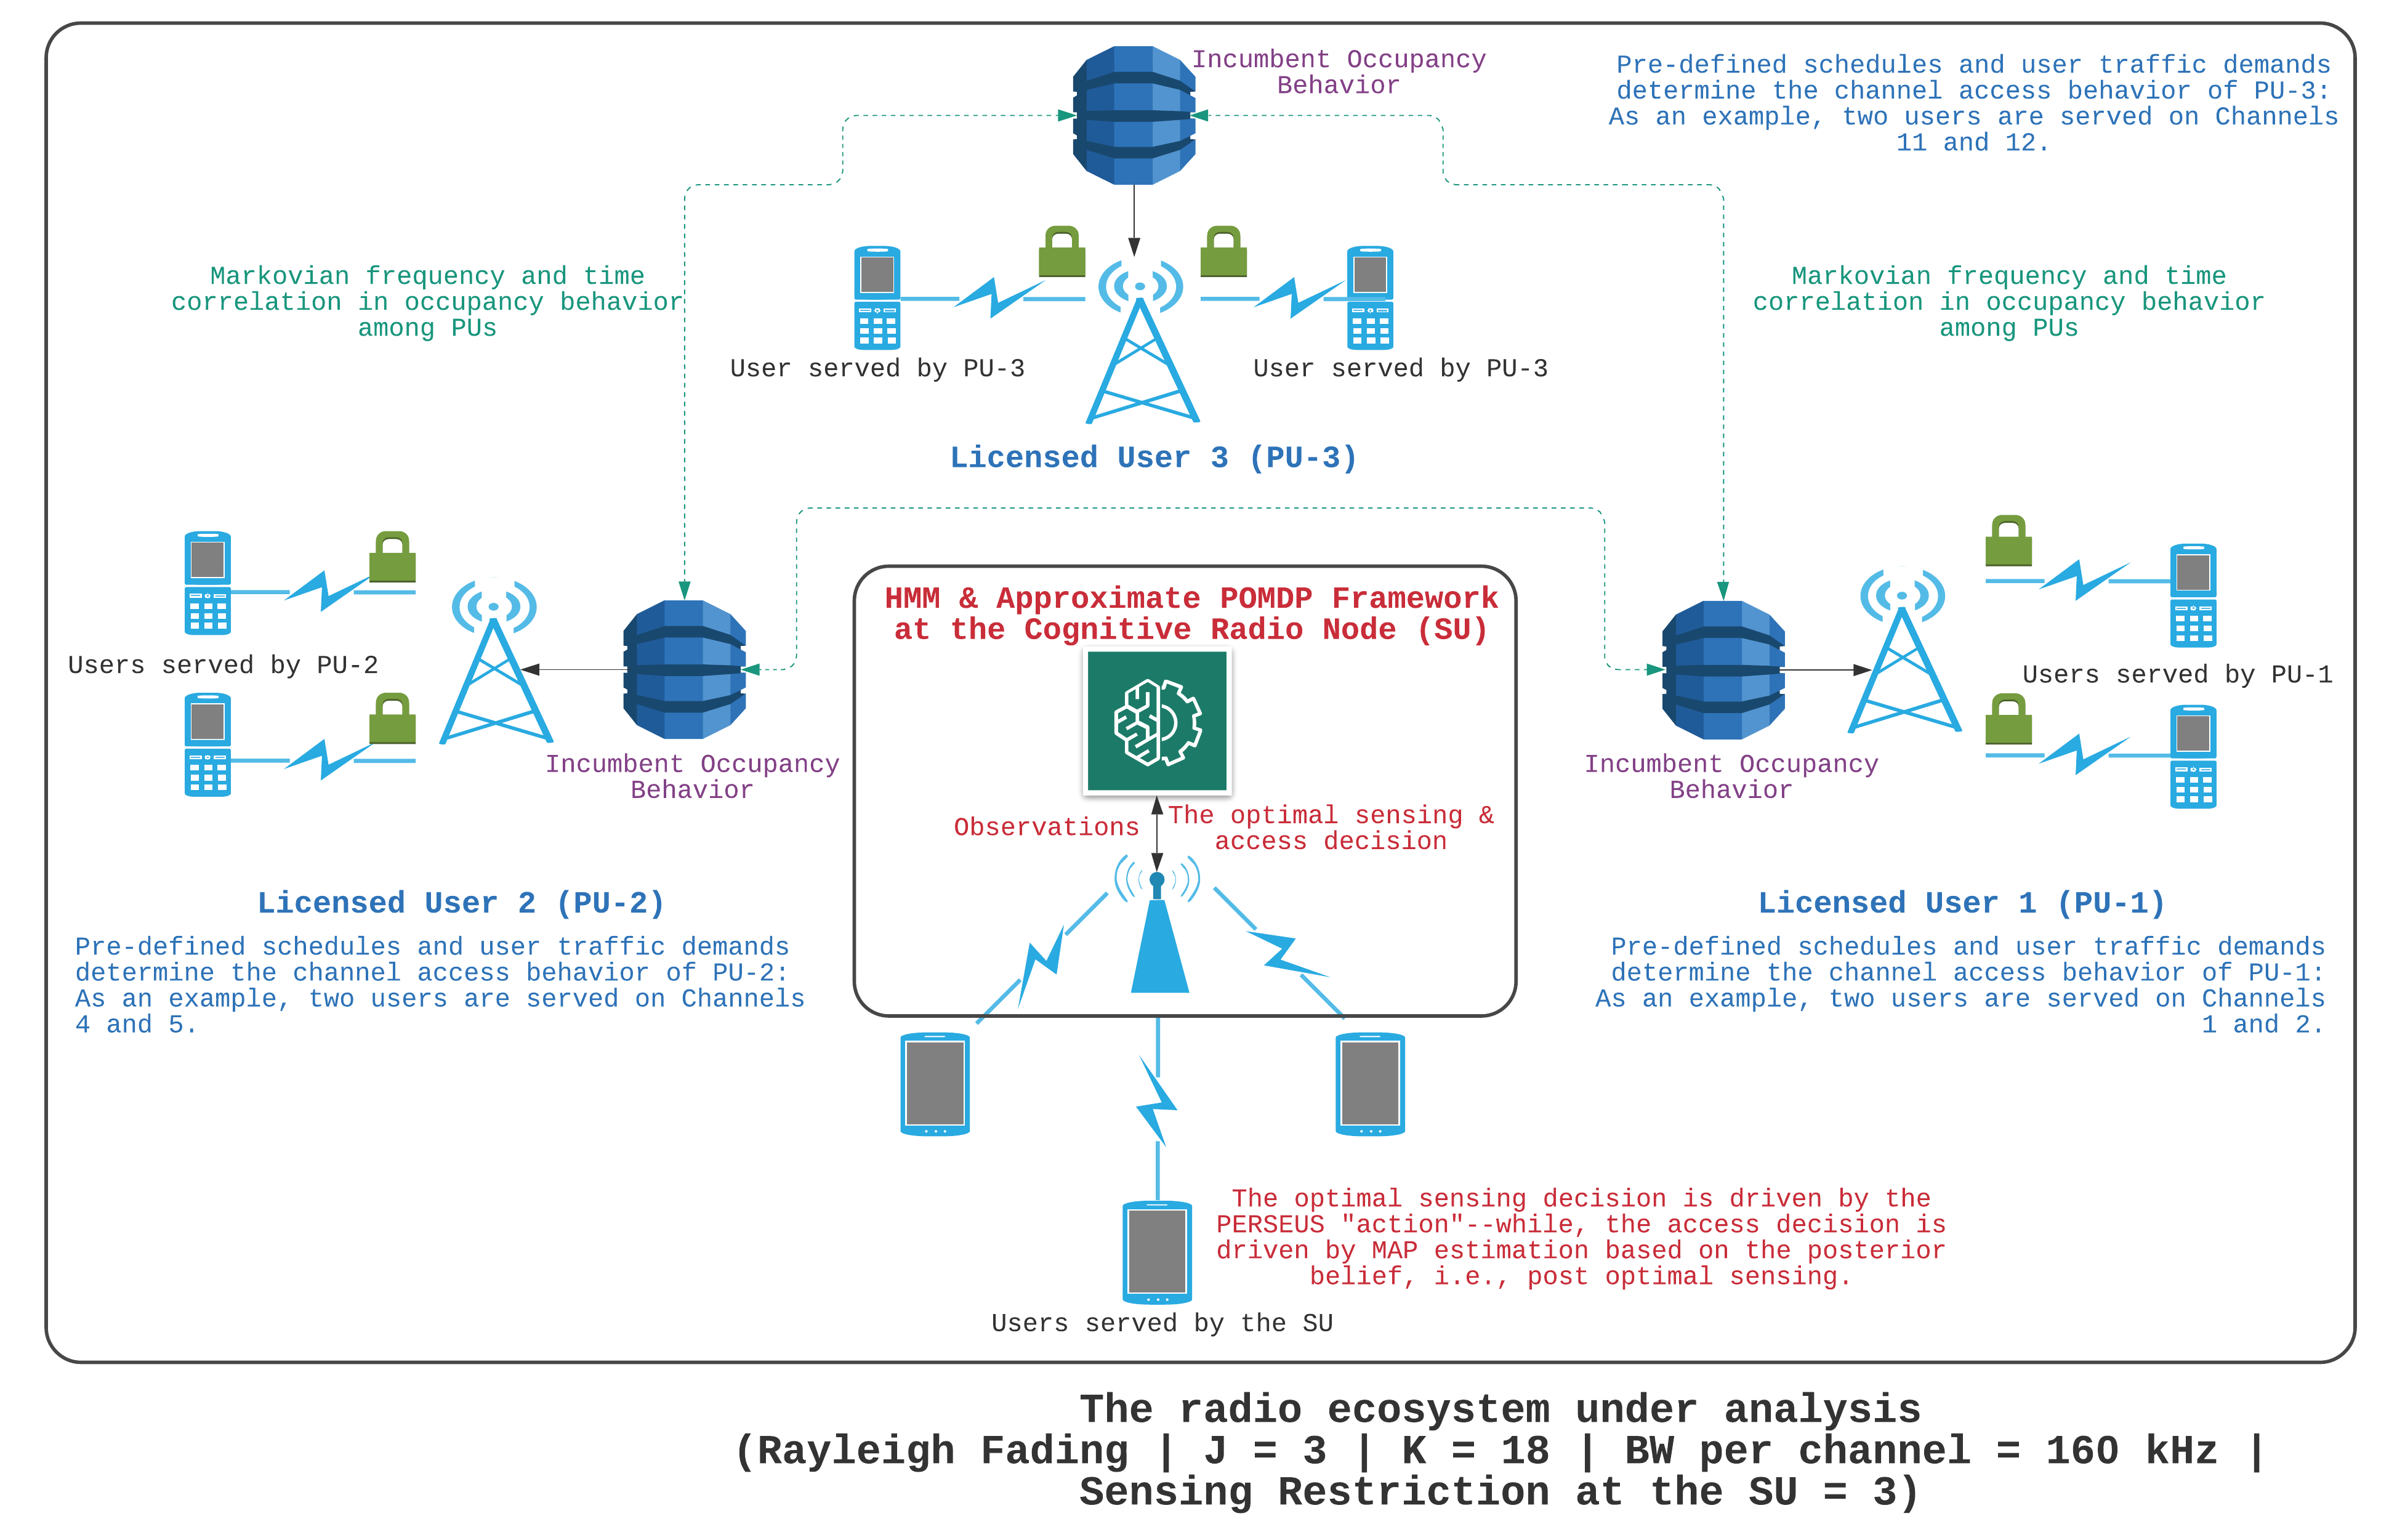 Incumbent Occupancy
Behavior
Pre-defined schedules and user traffic demands
determine the channel access behavior of PU-3:
As an example, two users are served on Channels
11 and 12.
Markovian frequency and time
correlation in occupancy behavior
among PUs
Markovian frequency and time
correlation in occupancy behavior
among PUs
User served by PU-3
User served by PU-3
Licensed User 3 (PU-3)
HMM & Approximate POMDP Framework
at the Cognitive Radio Node (SU)
Users served by PU-2
Users served by PU-1
Incumbent Occupancy
Behavior
Incumbent Occupancy
Behavior
Observations
The optimal sensing &
access decision
Licensed User 2 (PU-2)
Pre-defined schedules and user traffic demands
determine the channel access behavior of PU-2:
As an example, two users are served on Channels
4 and 5.
Licensed User 1 (PU-1)
Pre-defined schedules and user traffic demands
determine the channel access behavior of PU-1:
As an example, two users are served on Channels
1 and 2.
The optimal sensing decision is driven by the
PERSEUS "action"--while, the access decision is
driven by MAP estimation based on the posterior
belief, i.e., post optimal sensing.
Users served by the SU
The radio ecosystem under analysis
(Rayleigh Fading | J = 3 | K = 18 | BW per channel = 160 kHz |
Sensing Restriction at the SU = 3)